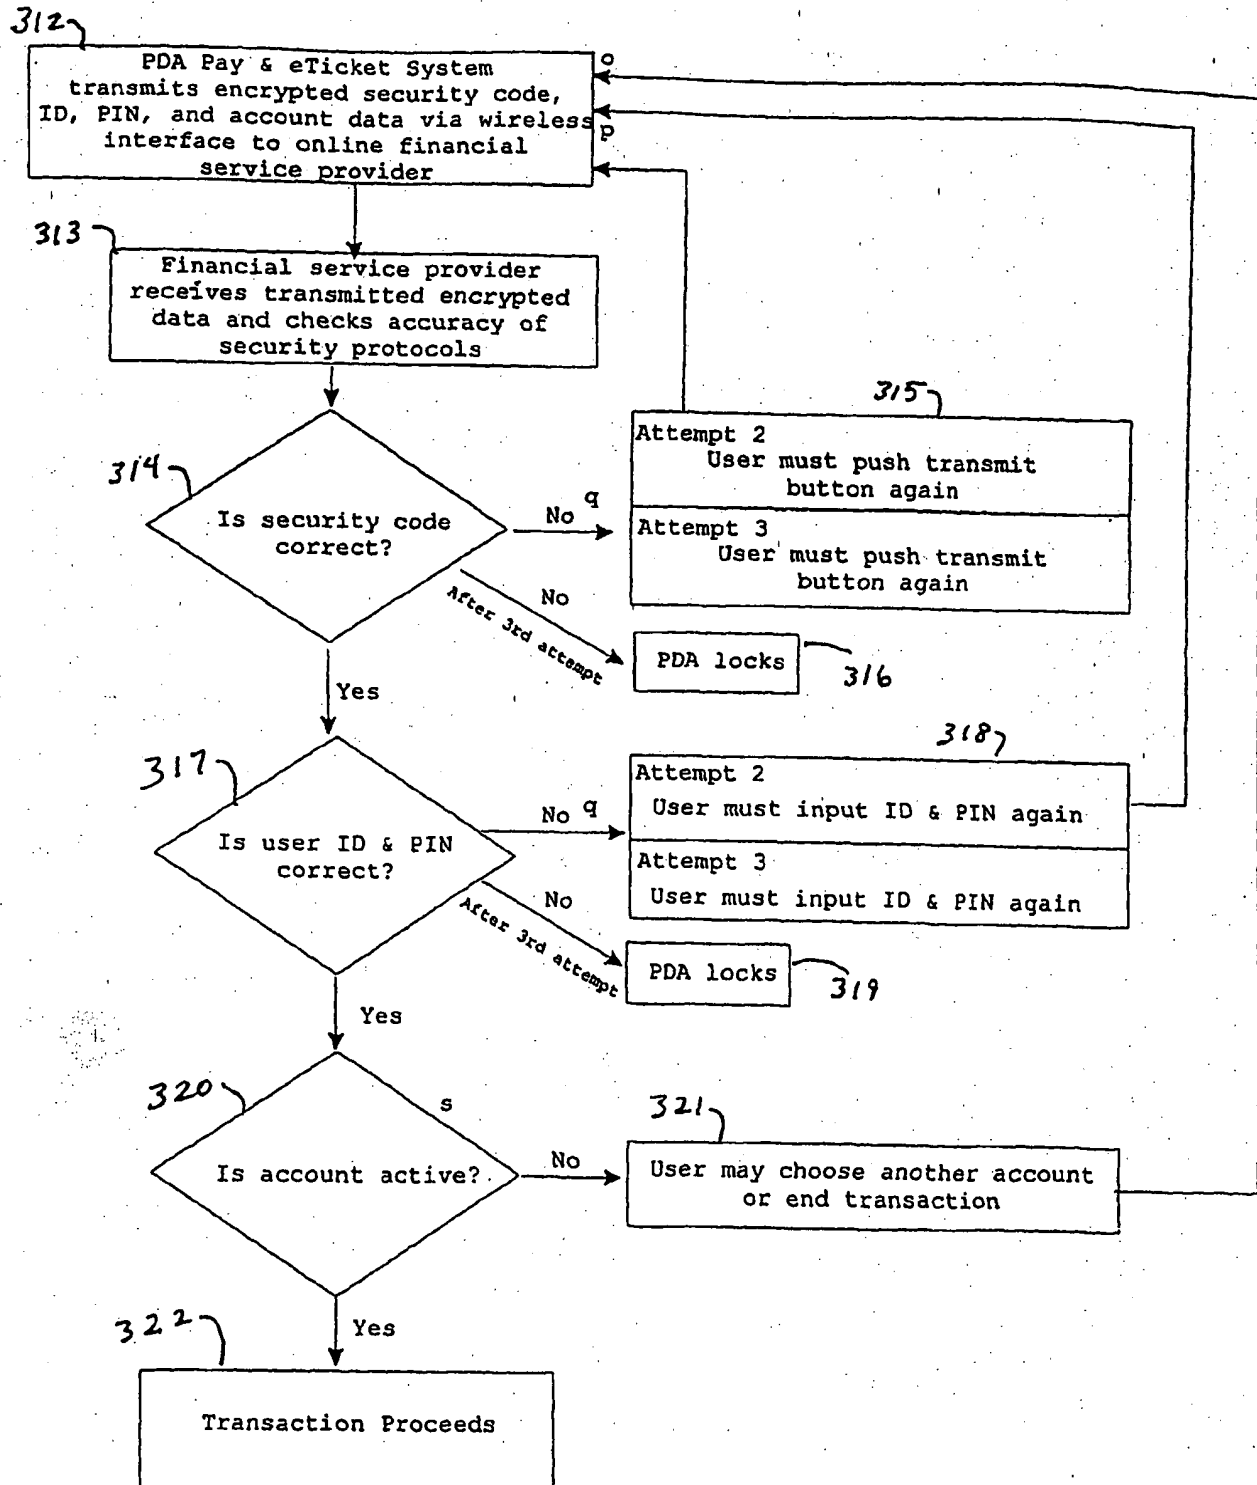 312
PDA Pay & eTicket System
transmits encrypted security code,
ID, PIN, and account data via wireless
interface to online financial
service provider
o
p
313
Financial service provider
receives transmitted encrypted
data and checks accuracy of
security protocols
314
Is security code
correct?
No q
315
Attempt 2
User must push transmit
button again
Attempt 3
User must push transmit
button again
No
After 3rd attempt
PDA locks
316
Yes
317
Is user ID & PIN
correct?
No q
318
Attempt 2
User must input ID & PIN again
Attempt 3
User must input ID & PIN again
No
After 3rd attempt
PDA locks
319
Yes
320
s
Is account active?
No
321
User may choose another account
or end transaction
Yes
322
Transaction Proceeds